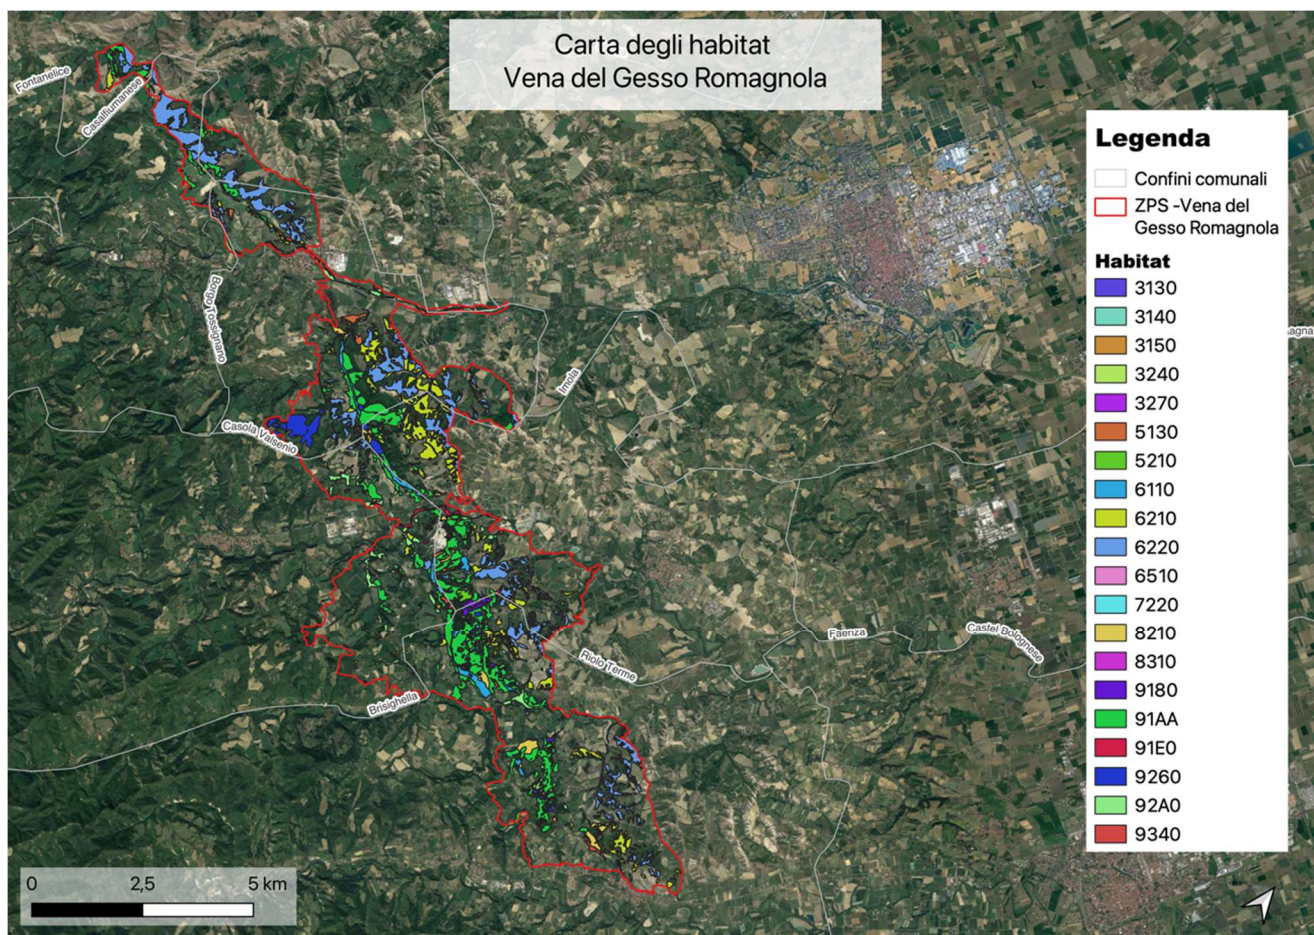 Carta degli habitat
Vena del Gesso Romagnola
Fontanelice
Casalfiumanese
Borgo Tossignano
Imola
Casola Valsenio
Riolo Terme
Faenza
Castel Bolognese
Brisighella
agna
Legenda
Confini comunali
ZPS -Vena del
Gesso Romagnola
Habitat
3130
3140
3150
3240
3270
5130
5210
6110
6210
6220
6510
7220
8210
8310
9180
91AA
91E0
9260
92A0
9340
0 2,5 5 km